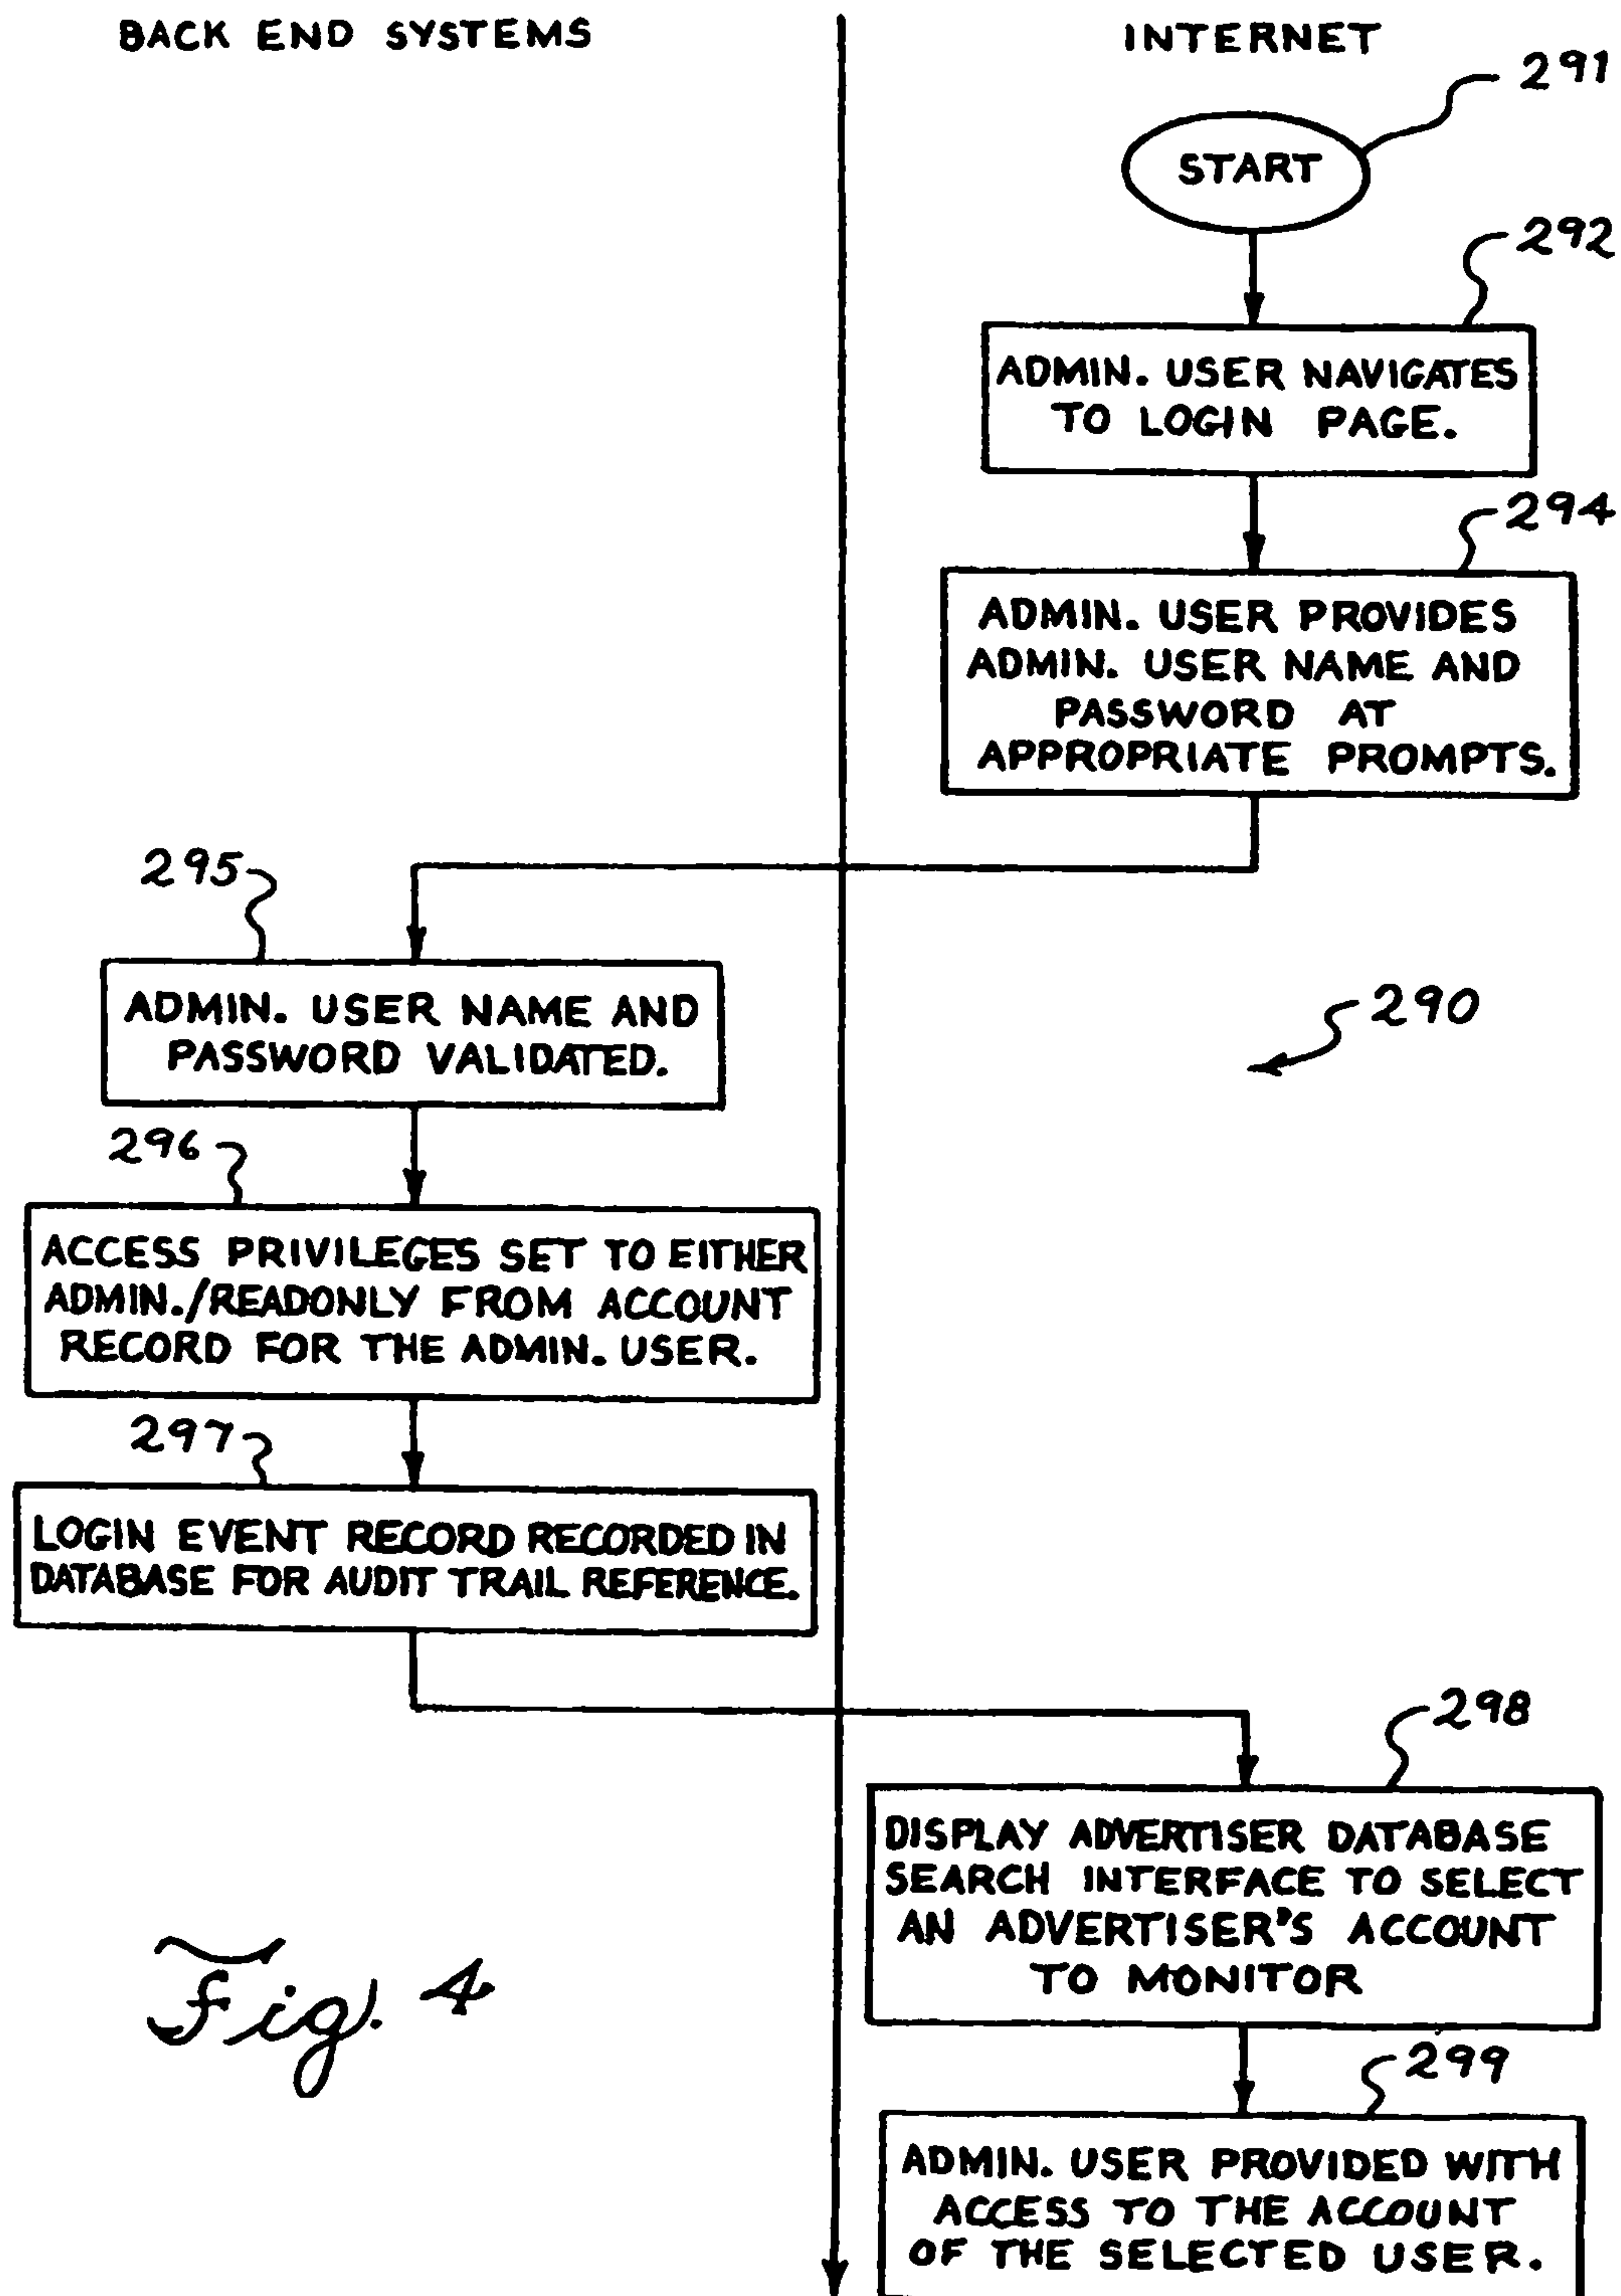 BACK END SYSTEMS
INTERNET
291
START
292
ADMIN. USER NAVIGATES
TO LOGIN PAGE.
294
ADMIN. USER PROVIDES
ADMIN. USER NAME AND
PASSWORD AT
APPROPRIATE PROMPTS.
295
ADMIN. USER NAME AND
PASSWORD VALIDATED.
290
296
ACCESS PRIVILEGES SET TO EITHER
ADMIN./READONLY FROM ACCOUNT
RECORD FOR THE ADMIN. USER.
297
LOGIN EVENT RECORD RECORDED IN
DATABASE FOR AUDIT TRAIL REFERENCE.
298
DISPLAY ADVERTISER DATABASE
SEARCH INTERFACE TO SELECT
AN ADVERTISER'S ACCOUNT
TO MONITOR
299
ADMIN. USER PROVIDED WITH
ACCESS TO THE ACCOUNT
OF THE SELECTED USER.
Fig. 4